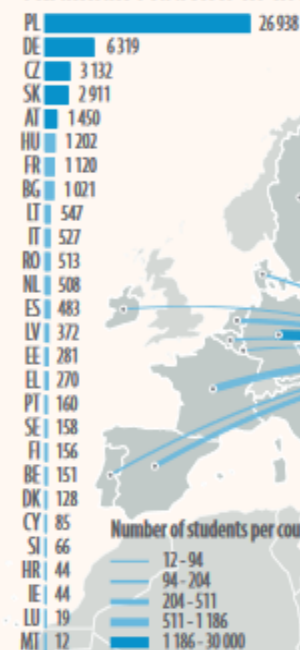 PL 26 938
DE 6 319
CZ 3 132
SK 2 911
AT 1 450
HU 1 202
FR 1 120
BG 1 021
LT 547
IT 527
RO 513
NL 508
ES 483
LV 372
EE 281
EL 270
PT 160
SE 158
FI 156
BE 151
DK 128
CY 85
SI 66
HR 44
IE 44
LU 19
MT 12
Number of students per cou
12 - 94
94 - 204
204 - 511
511 - 1 186
1 186 - 30 000